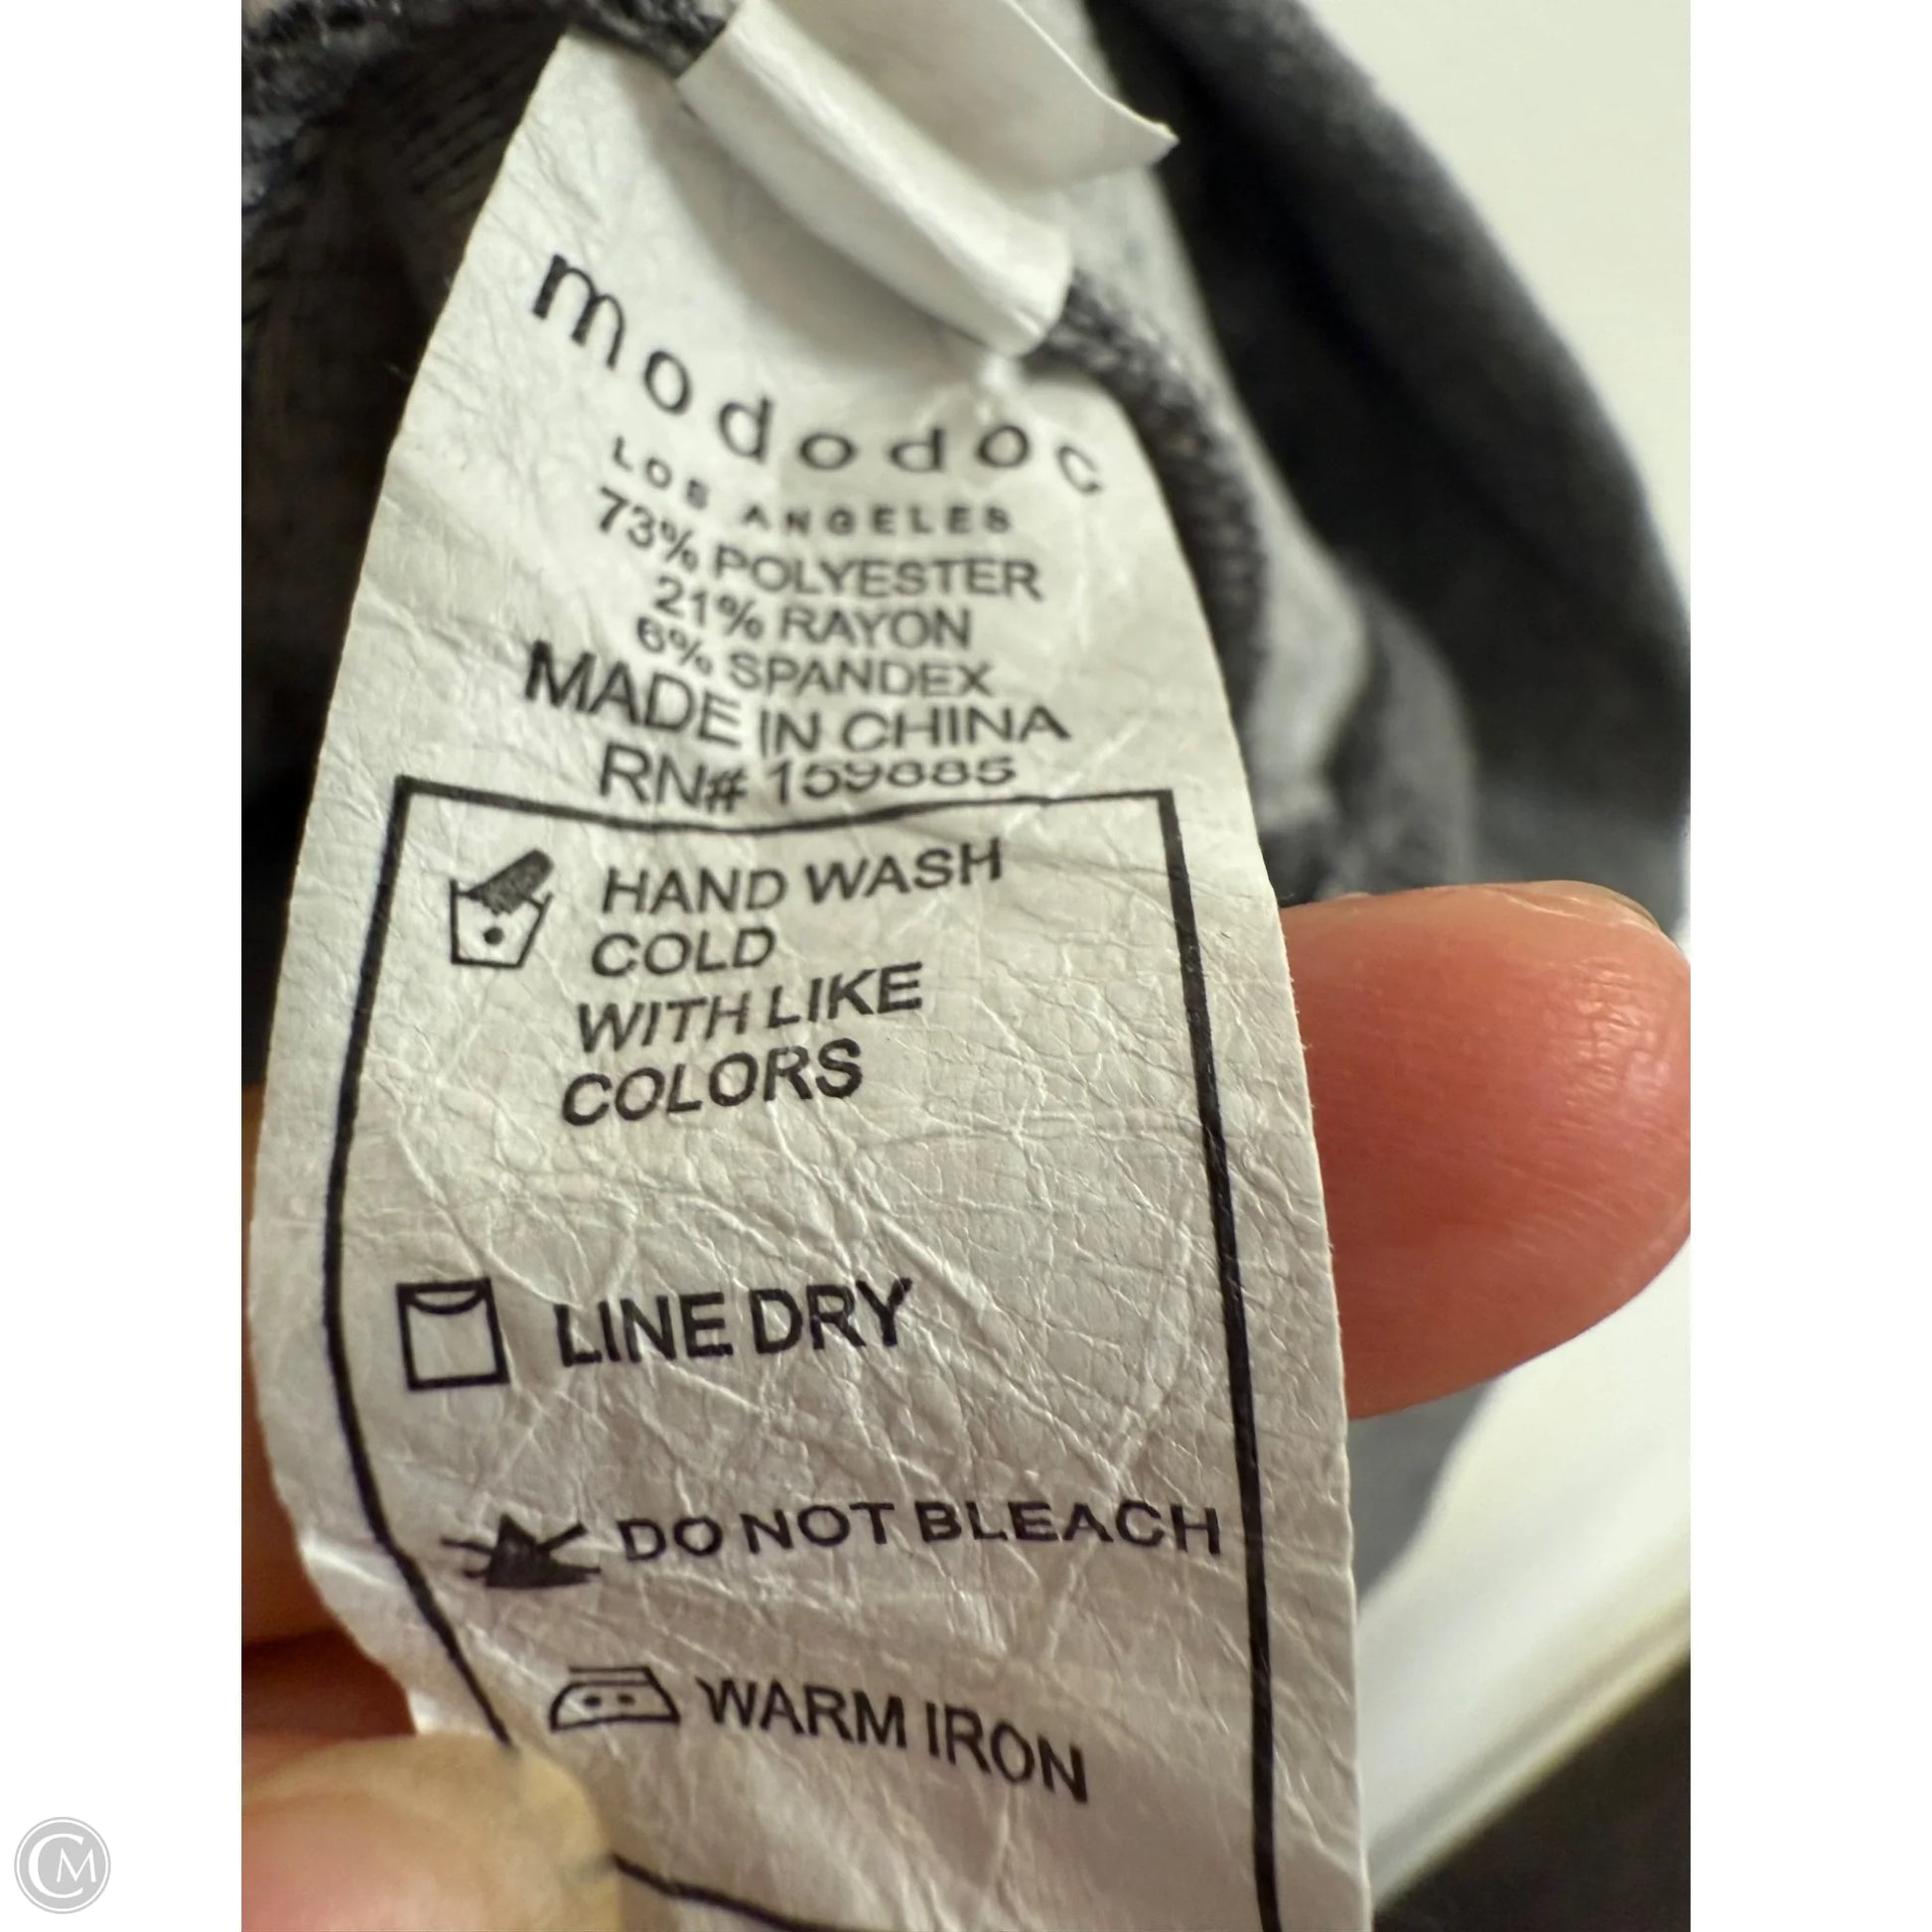 mododoc
LOS ANGELES
73% POLYESTER
21% RAYON
6% SPANDEX
MADE IN CHINA
RN# 159885
HAND WASH
COLD
WITH LIKE
COLORS
LINE DRY
DO NOT BLEACH
WARM IRON
CM